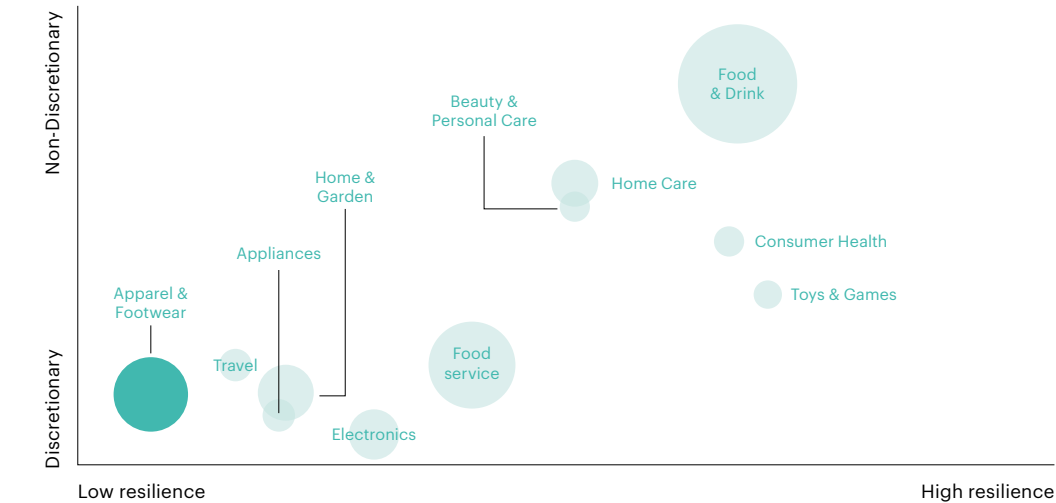 Non-Discretionary
Discretionary
Food
& Drink
Beauty &
Personal Care
Home Care
Home &
Garden
Consumer Health
Appliances
Toys & Games
Apparel &
Footwear
Travel
Food
service
Electronics
Low resilience
High resilience